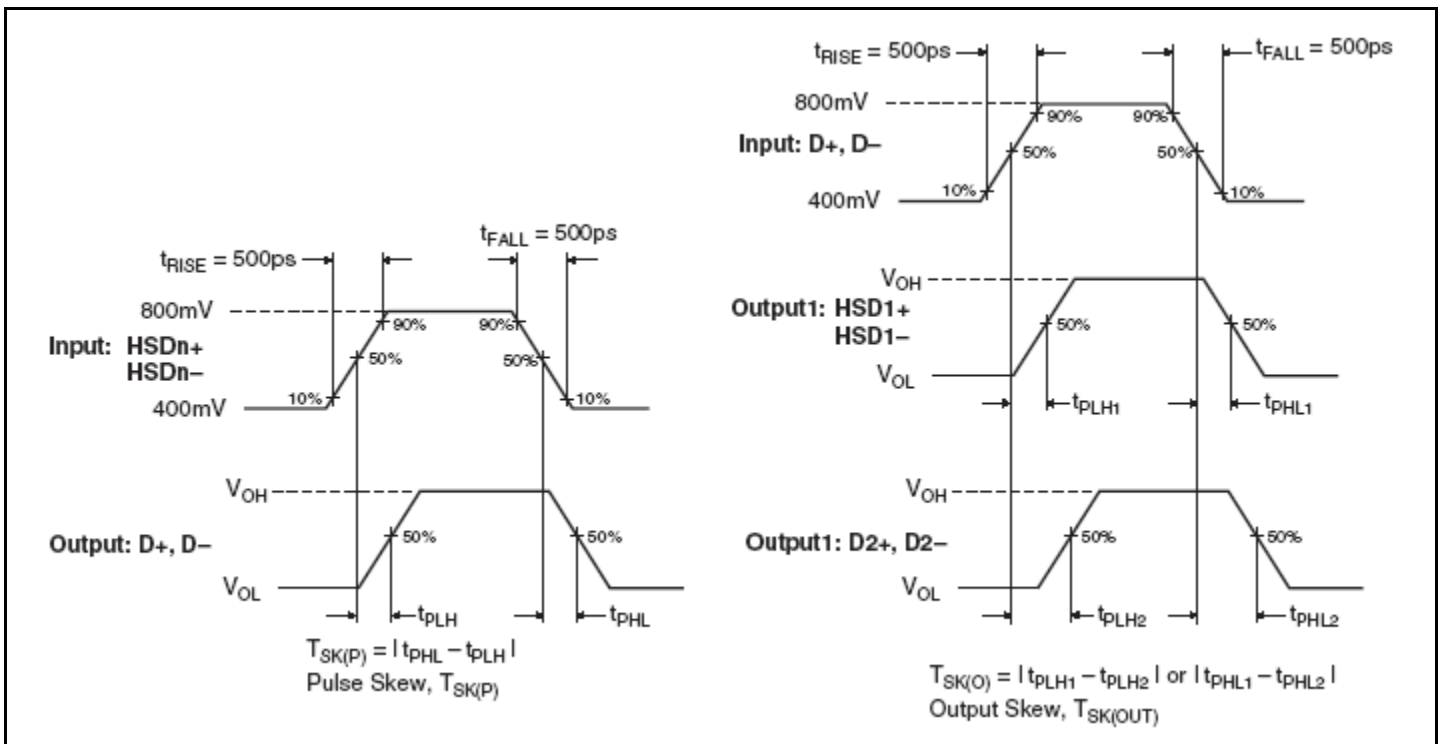 tRISE = 500ps
tFALL = 500ps
800mV
90%
90%
Input: HSDn+
HSDn–
50%
50%
10%
10%
400mV
VOH
Output: D+, D–
50%
50%
VOL
tPLH
tPHL
TSK(P) = | tPHL – tPLH |
Pulse Skew, TSK(P)
tRISE = 500ps
tFALL = 500ps
800mV
90%
90%
Input: D+, D–
50%
50%
10%
10%
400mV
VOH
Output1: HSD1+
HSD1–
50%
50%
VOL
tPLH1
tPHL1
VOH
Output1: D2+, D2–
50%
50%
VOL
tPLH2
tPHL2
TSK(O) = | tPLH1 – tPLH2 | or | tPHL1 – tPHL2 |
Output Skew, TSK(OUT)